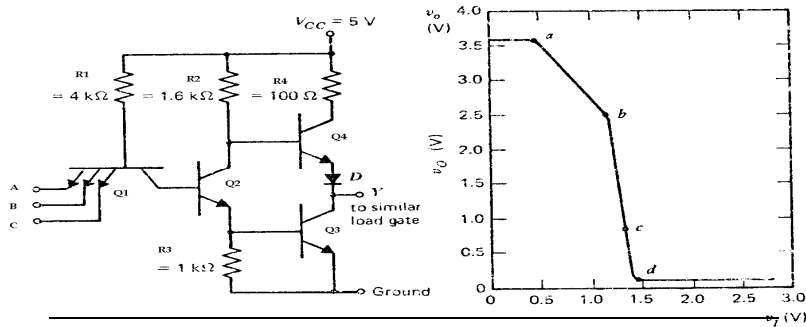 V_CC = 5 V
R1
= 4 kΩ
R2
= 1.6 kΩ
R4
= 100 Ω
Q4
D
Y
to similar
load gate
A
B
C
Q1
Q2
Q3
R3
= 1 kΩ
Ground
v_o
(V)
v_O (V)
4.0
3.5
3.0
2.5
2.0
1.5
1.0
0.5
0
a
b
c
d
0 0.5 1.0 1.5 2.0 2.5 3.0
v_I (V)